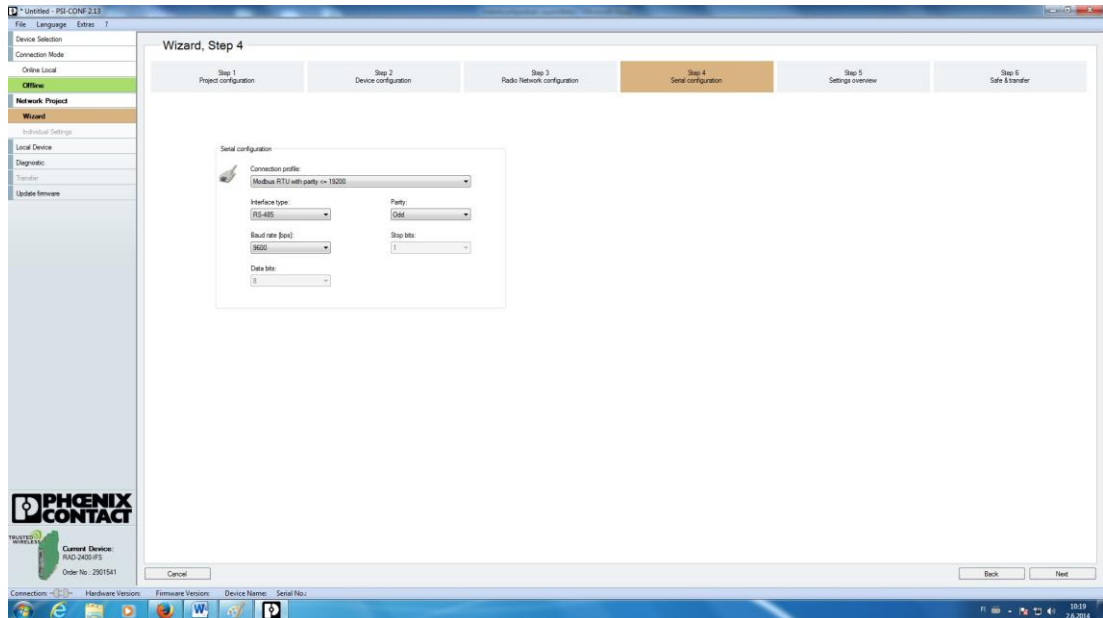 * Untitled - PSI-CONF 2.13
File Language Extras ?
Device Selection
Connection Mode
Online Local
Offline
Network Project
Wizard
Individual Settings
Local Device
Diagnostic
Transfer
Update firmware
Wizard, Step 4
Step 1
Project configuration
Step 2
Device configuration
Step 3
Radio Network configuration
Step 4
Serial configuration
Step 5
Settings overview
Step 6
Safe & transfer
Serial configuration
Connection profile:
Modbus RTU with parity <= 19200
Interface type:
RS-485
Parity:
Odd
Baud rate [bps]:
9600
Stop bits:
1
Data bits:
8
PHŒNIX
CONTACT
TRUSTED
WIRELESS
Current Device:
RAD-2400-IFS
Order No.: 2901541
Cancel
Back
Next
Connection: Hardware Version: Firmware Version: Device Name: Serial No.:
FI
10:19
2.6.2014